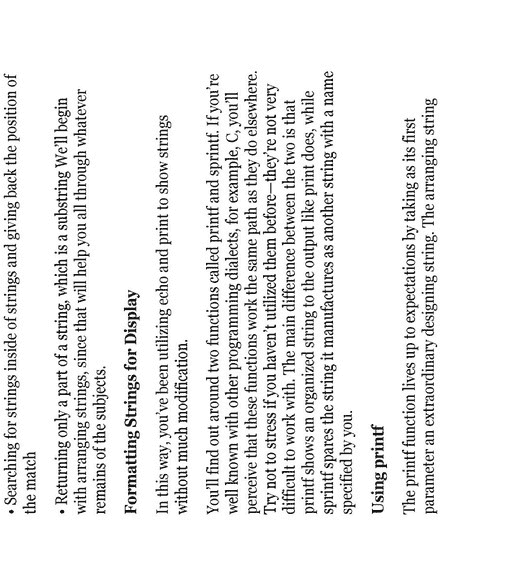 • Searching for strings inside of strings and giving back the position of
the match
• Returning only a part of a string, which is a substring We'll begin
with arranging strings, since that will help you all through whatever
remains of the subjects.
Formatting Strings for Display
In this way, you've been utilizing echo and print to show strings
without much modification.
You'll find out around two functions called printf and sprintf. If you're
well known with other programming dialects, for example, C, you'll
perceive that these functions work the same path as they do elsewhere.
Try not to stress if you haven't utilized them before—they're not very
difficult to work with. The main difference between the two is that
printf shows an organized string to the output like print does, while
sprintf spares the string it manufactures as another string with a name
specified by you.
Using printf
The printf function lives up to expectations by taking as its first
parameter an extraordinary designing string. The arranging string